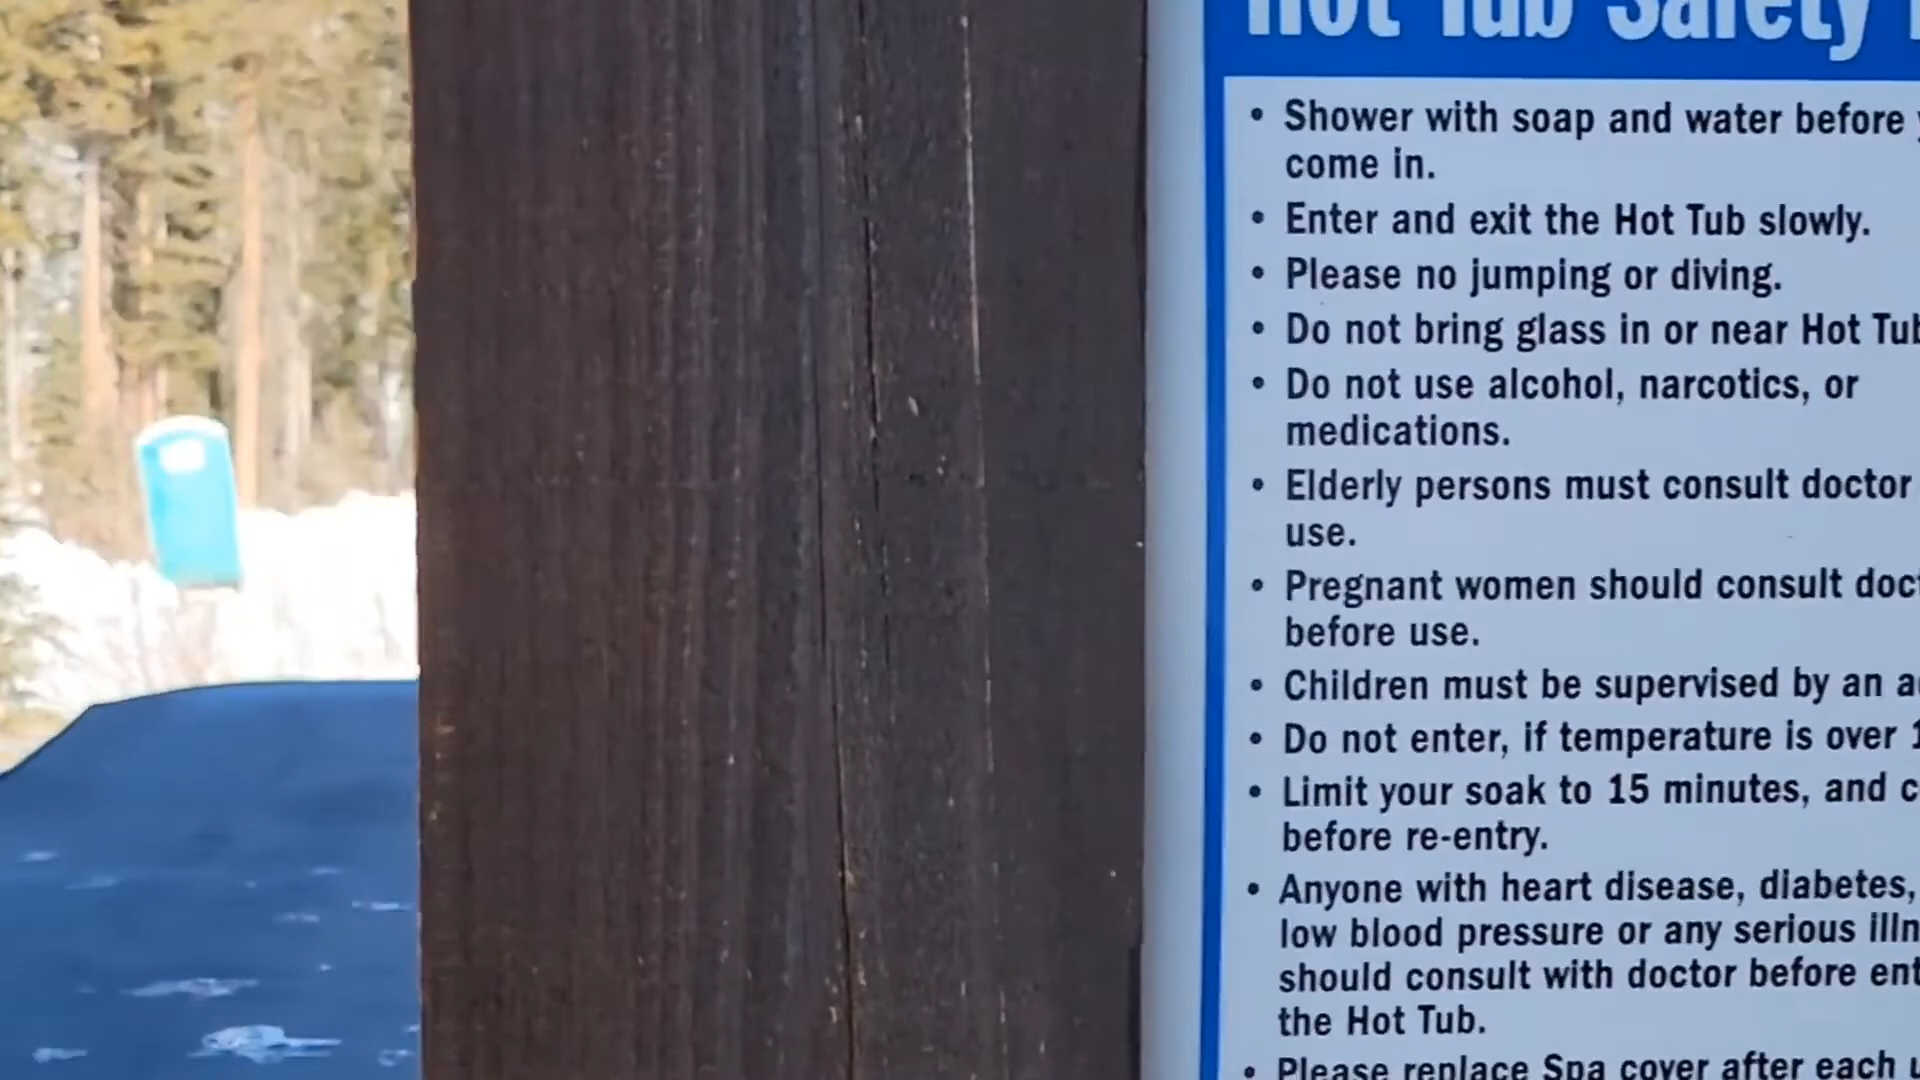 Hot Tub Safety
• Shower with soap and water before
come in.
• Enter and exit the Hot Tub slowly.
• Please no jumping or diving.
• Do not bring glass in or near Hot Tub
• Do not use alcohol, narcotics, or
medications.
• Elderly persons must consult doctor
use.
• Pregnant women should consult doc
before use.
• Children must be supervised by an a
• Do not enter, if temperature is over 1
• Limit your soak to 15 minutes, and c
before re-entry.
• Anyone with heart disease, diabetes,
low blood pressure or any serious illn
should consult with doctor before ent
the Hot Tub.
• Please replace Spa cover after each u